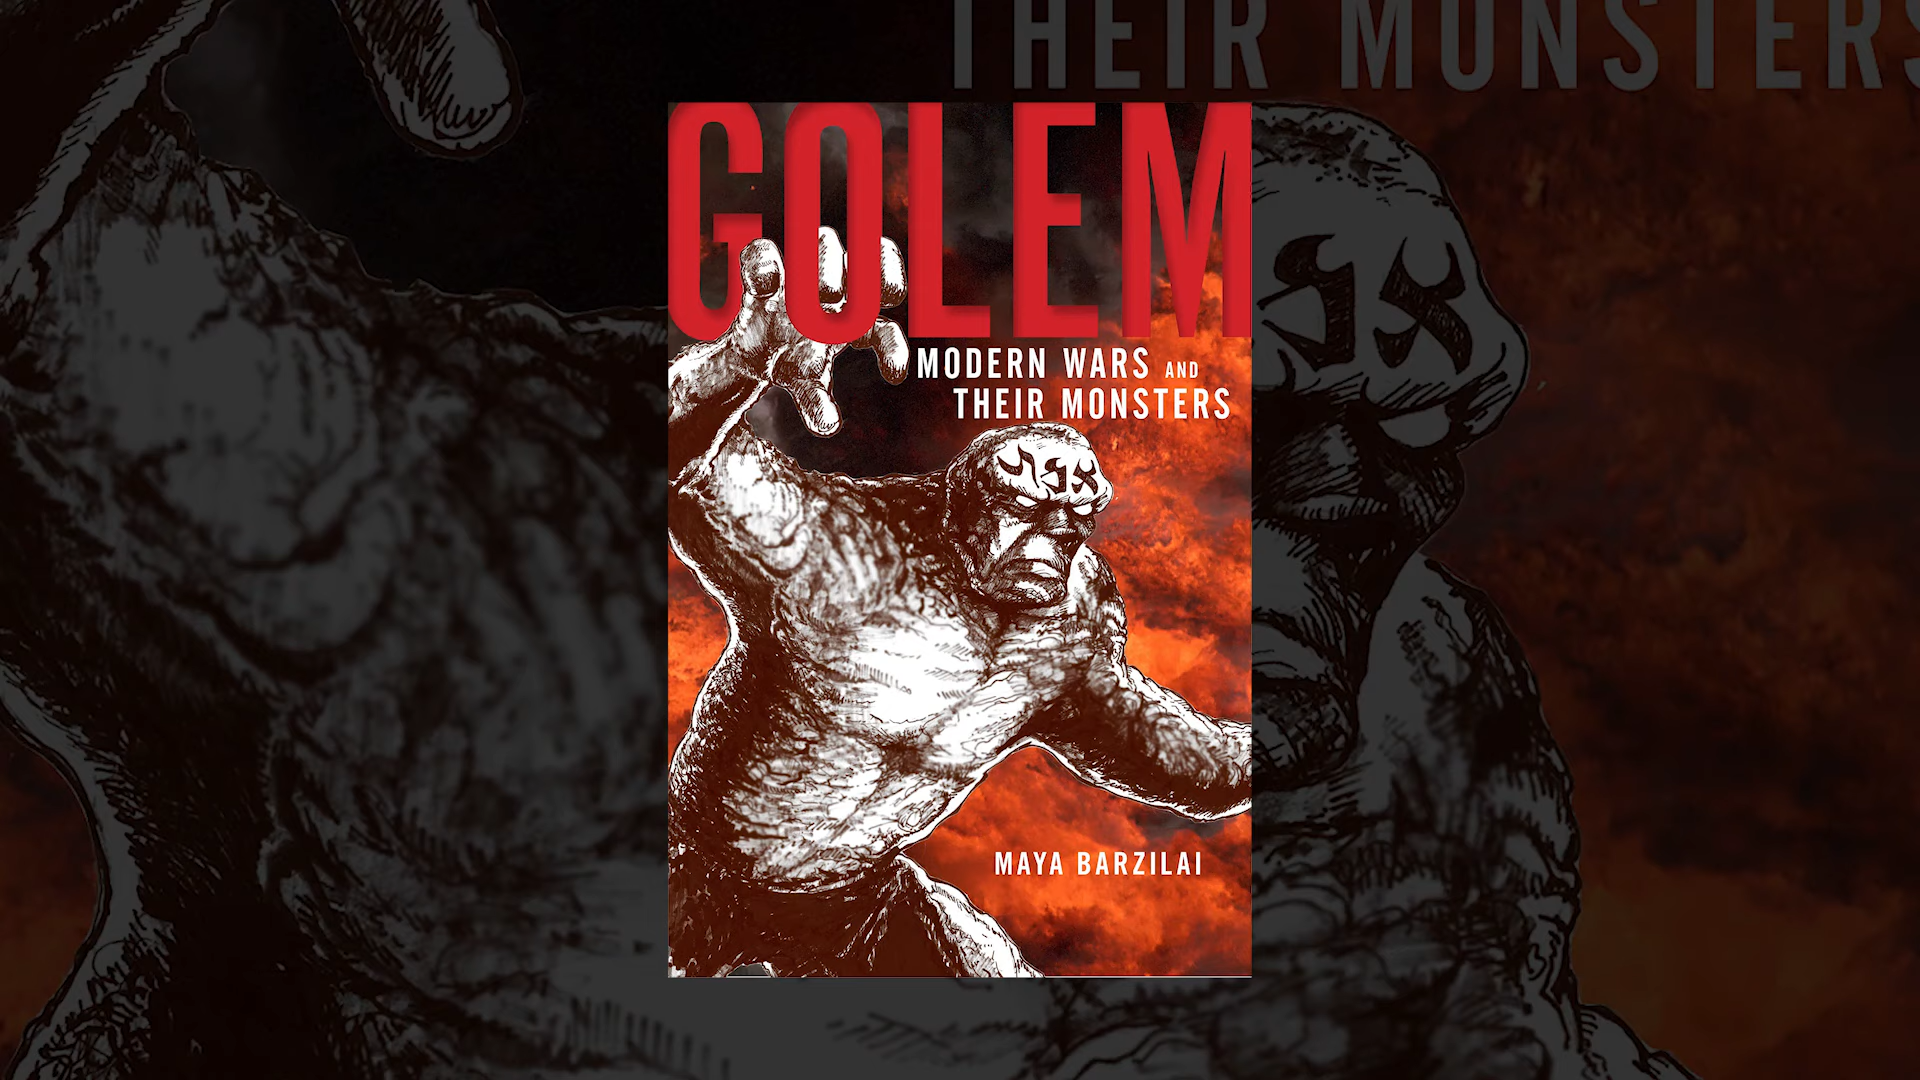 THEIR MONSTERS
GOLEM
MODERN WARS AND
THEIR MONSTERS
MAYA BARZILAI